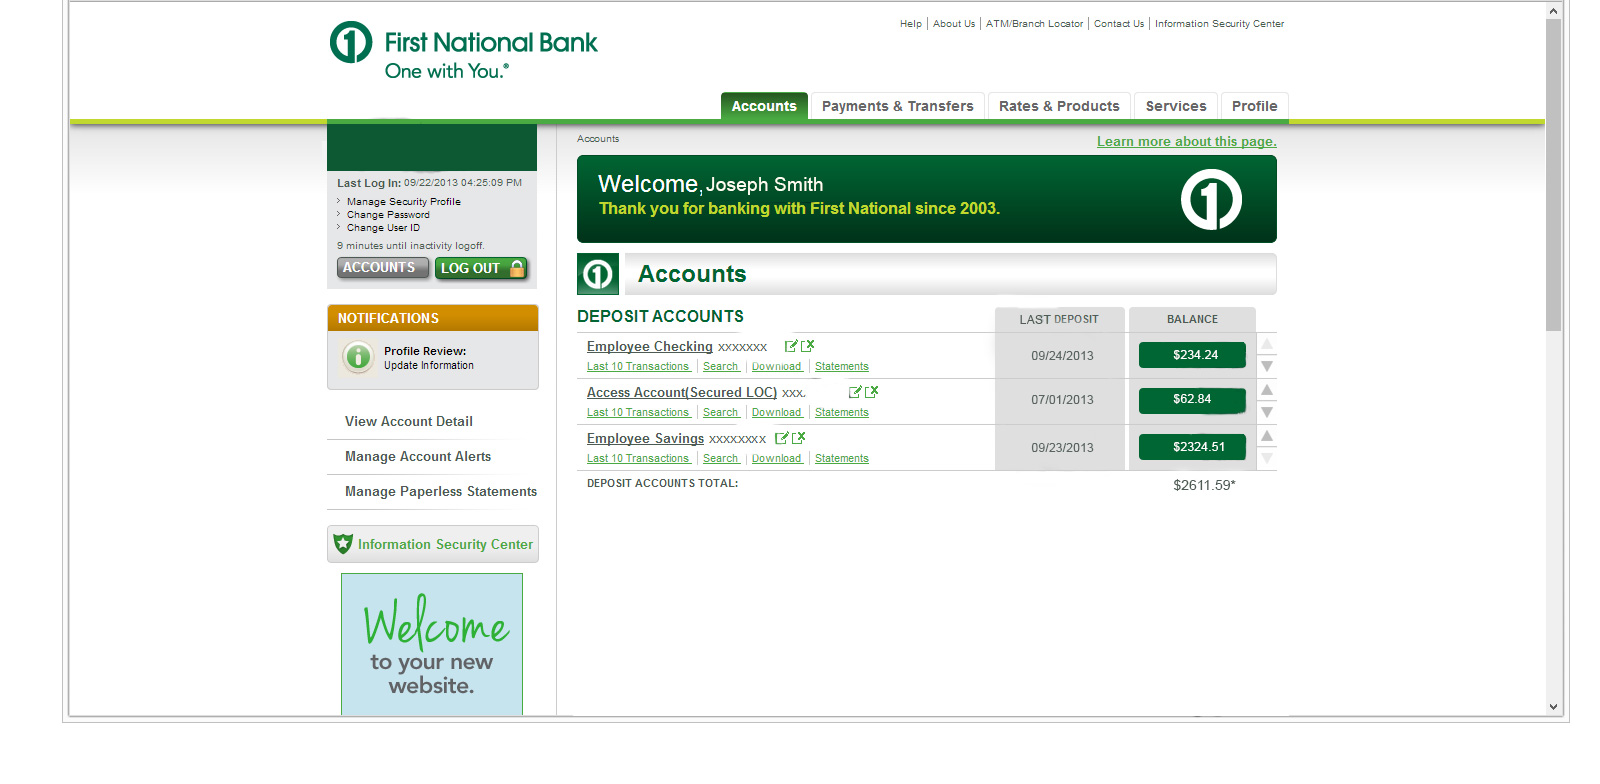 Help | About Us | ATM/Branch Locator | Contact Us | Information Security Center
First National Bank
One with You.®
Accounts Payments & Transfers Rates & Products Services Profile
Last Log In: 09/22/2013 04:25:09 PM
Manage Security Profile
Change Password
Change User ID
9 minutes until inactivity logoff.
ACCOUNTS LOG OUT
NOTIFICATIONS
Profile Review:
Update Information
View Account Detail
Manage Account Alerts
Manage Paperless Statements
Information Security Center
Welcome
to your new
website.
Accounts
Learn more about this page.
Welcome, Joseph Smith
Thank you for banking with First National since 2003.
Accounts
DEPOSIT ACCOUNTS LAST DEPOSIT BALANCE
Employee Checking xxxxxxx 09/24/2013 $234.24
Last 10 Transactions | Search | Download | Statements
Access Account(Secured LOC) xxx. 07/01/2013 $62.84
Last 10 Transactions | Search | Download | Statements
Employee Savings xxxxxxxx 09/23/2013 $2324.51
Last 10 Transactions | Search | Download | Statements
DEPOSIT ACCOUNTS TOTAL: $2611.59*